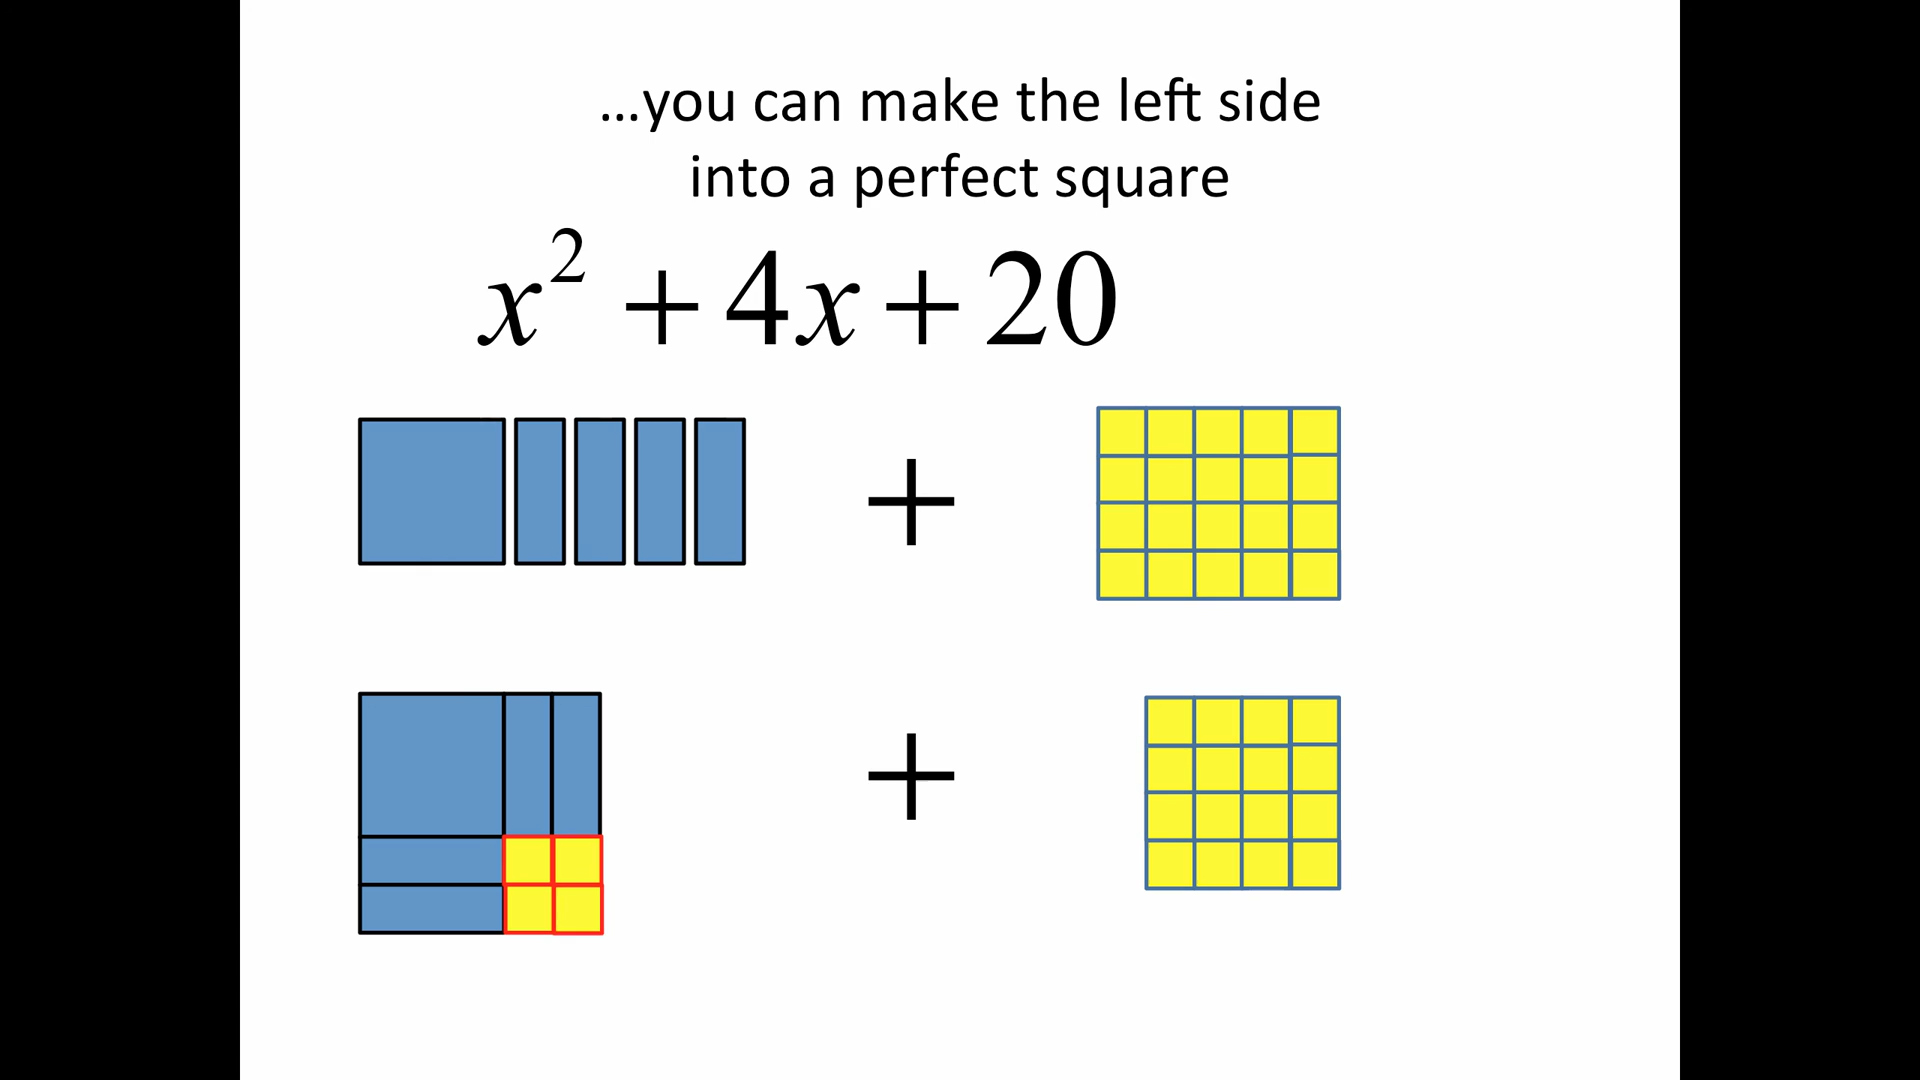 ...you can make the left side
into a perfect square
x² + 4x + 20
+
+